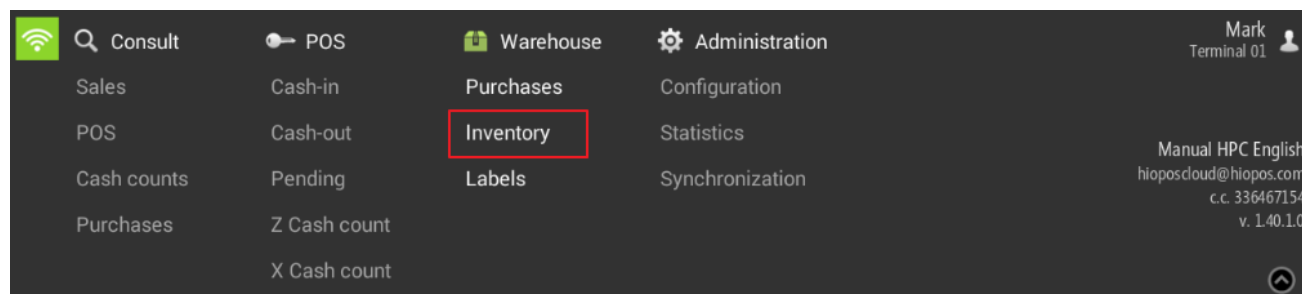 Consult
Sales
POS
Cash counts
Purchases
POS
Cash-in
Cash-out
Pending
Z Cash count
X Cash count
Warehouse
Purchases
Inventory
Labels
Administration
Configuration
Statistics
Synchronization
Mark
Terminal 01
Manual HPC English
hioposcloud@hiopos.com
c.c. 336467154
v. 1.40.1.0